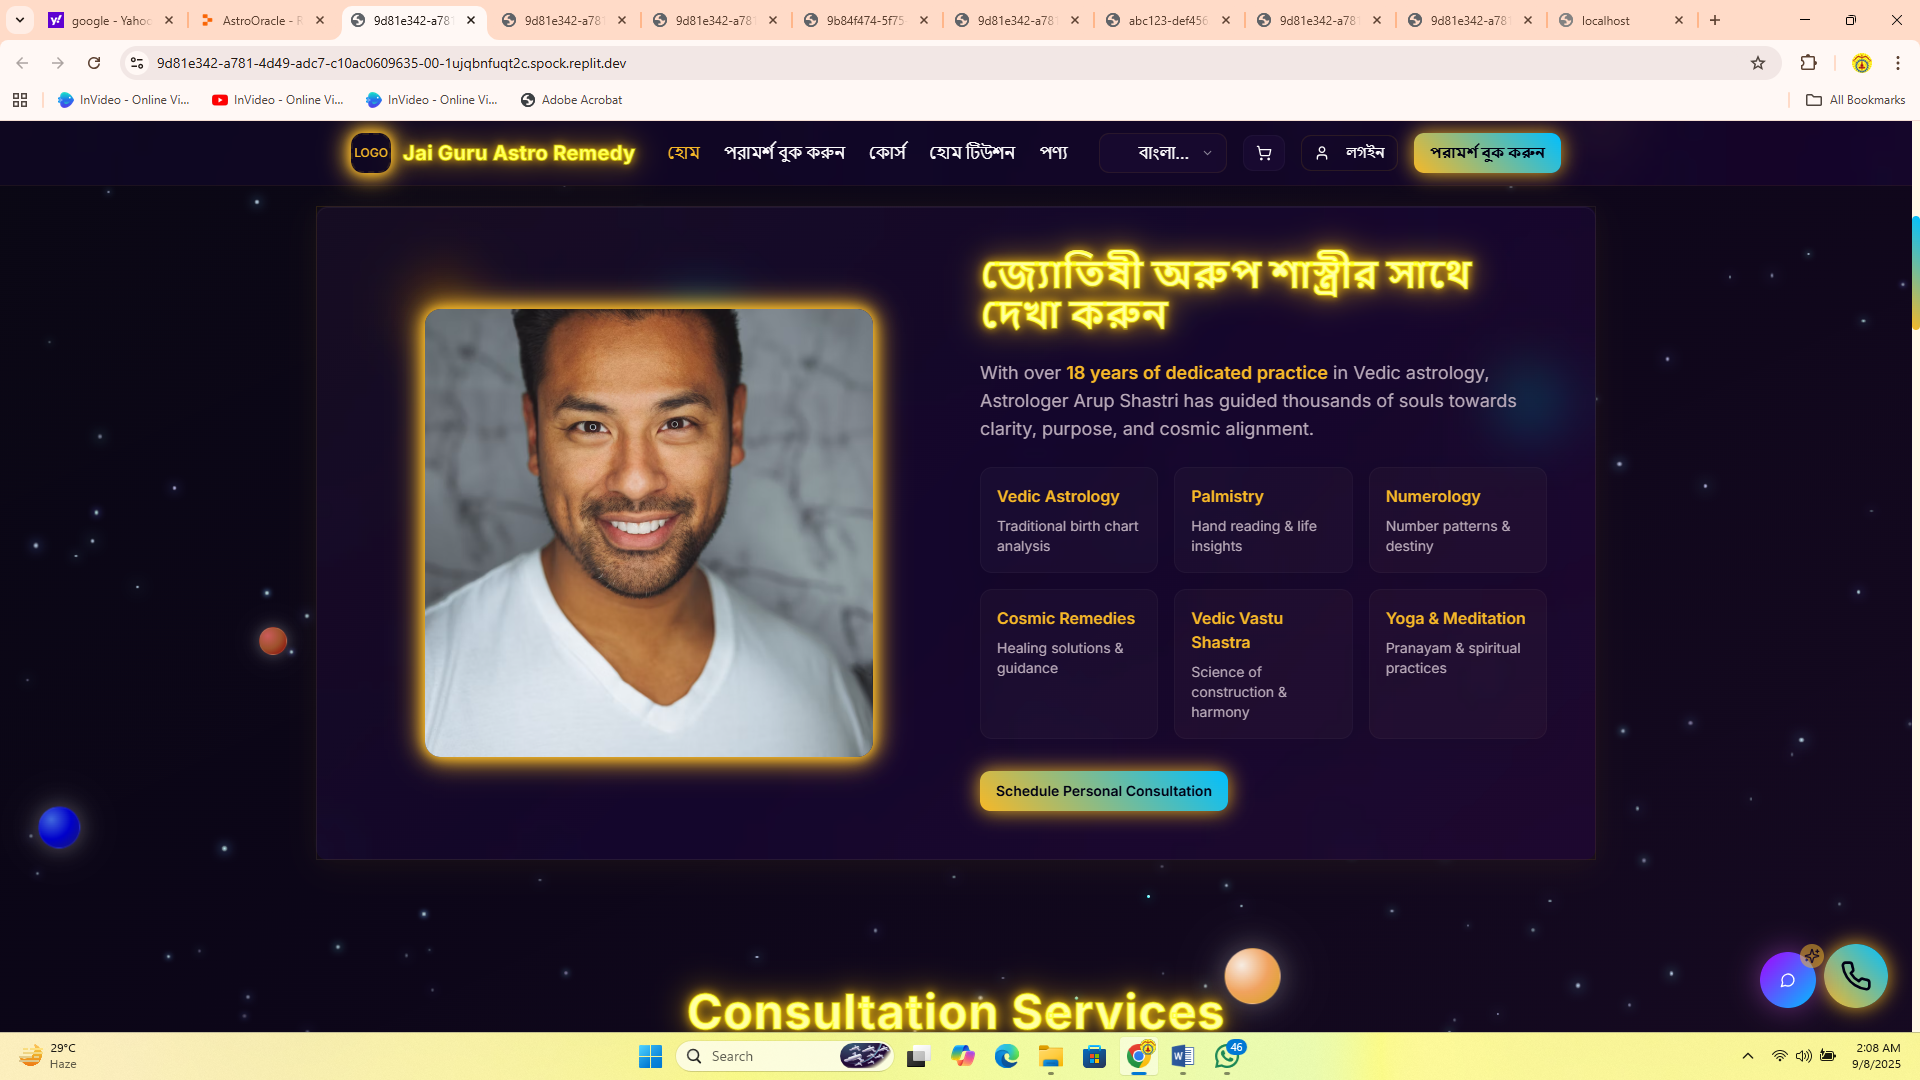 google - Yahoo
AstroOracle - R
9d81e342-a781
9d81e342-a781
9d81e342-a781
9b84f474-5f75
9d81e342-a781
abc123-def456
9d81e342-a781
9d81e342-a781
localhost
9d81e342-a781-4d49-adc7-c10ac0609635-00-1ujqbnfuqt2c.spock.replit.dev
InVideo - Online Vi...
InVideo - Online Vi...
InVideo - Online Vi...
Adobe Acrobat
All Bookmarks
LOGO
Jai Guru Astro Remedy
হোম
পরামর্শ বুক করুন
কোর্স
হোম টিউশন
পণ্য
বাংলা...
লগইন
পরামর্শ বুক করুন
জ্যোতিষী অরুপ শাস্ত্রীর সাথে
দেখা করুন
With over 18 years of dedicated practice in Vedic astrology,
Astrologer Arup Shastri has guided thousands of souls towards
clarity, purpose, and cosmic alignment.
Vedic Astrology
Traditional birth chart
analysis
Palmistry
Hand reading & life
insights
Numerology
Number patterns &
destiny
Cosmic Remedies
Healing solutions &
guidance
Vedic Vastu
Shastra
Science of
construction &
harmony
Yoga & Meditation
Pranayam & spiritual
practices
Schedule Personal Consultation
Consultation Services
29°C
Haze
Search
46
2:08 AM
9/8/2025